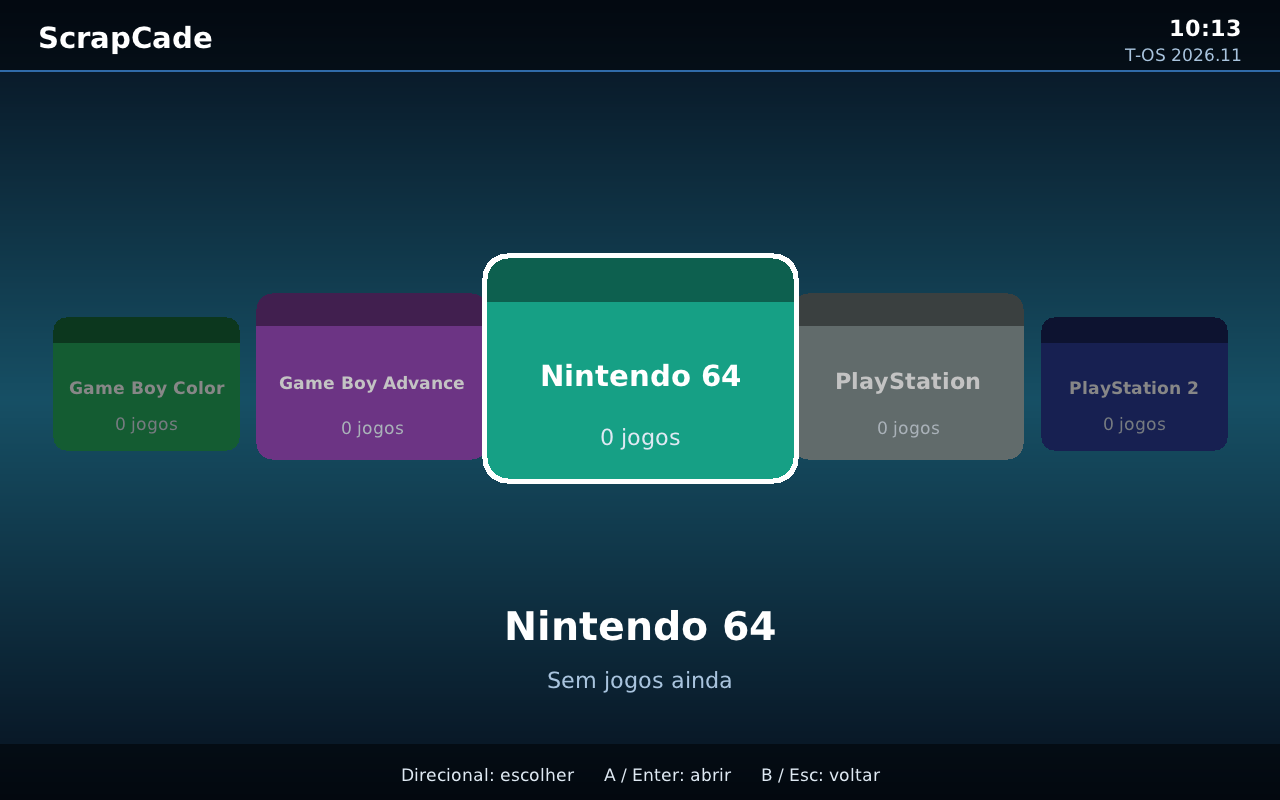 ScrapCade
10:13
T-OS 2026.11
Game Boy Color
0 jogos
Game Boy Advance
0 jogos
Nintendo 64
0 jogos
PlayStation
0 jogos
PlayStation 2
0 jogos
Nintendo 64
Sem jogos ainda
Direcional: escolher A / Enter: abrir B / Esc: voltar